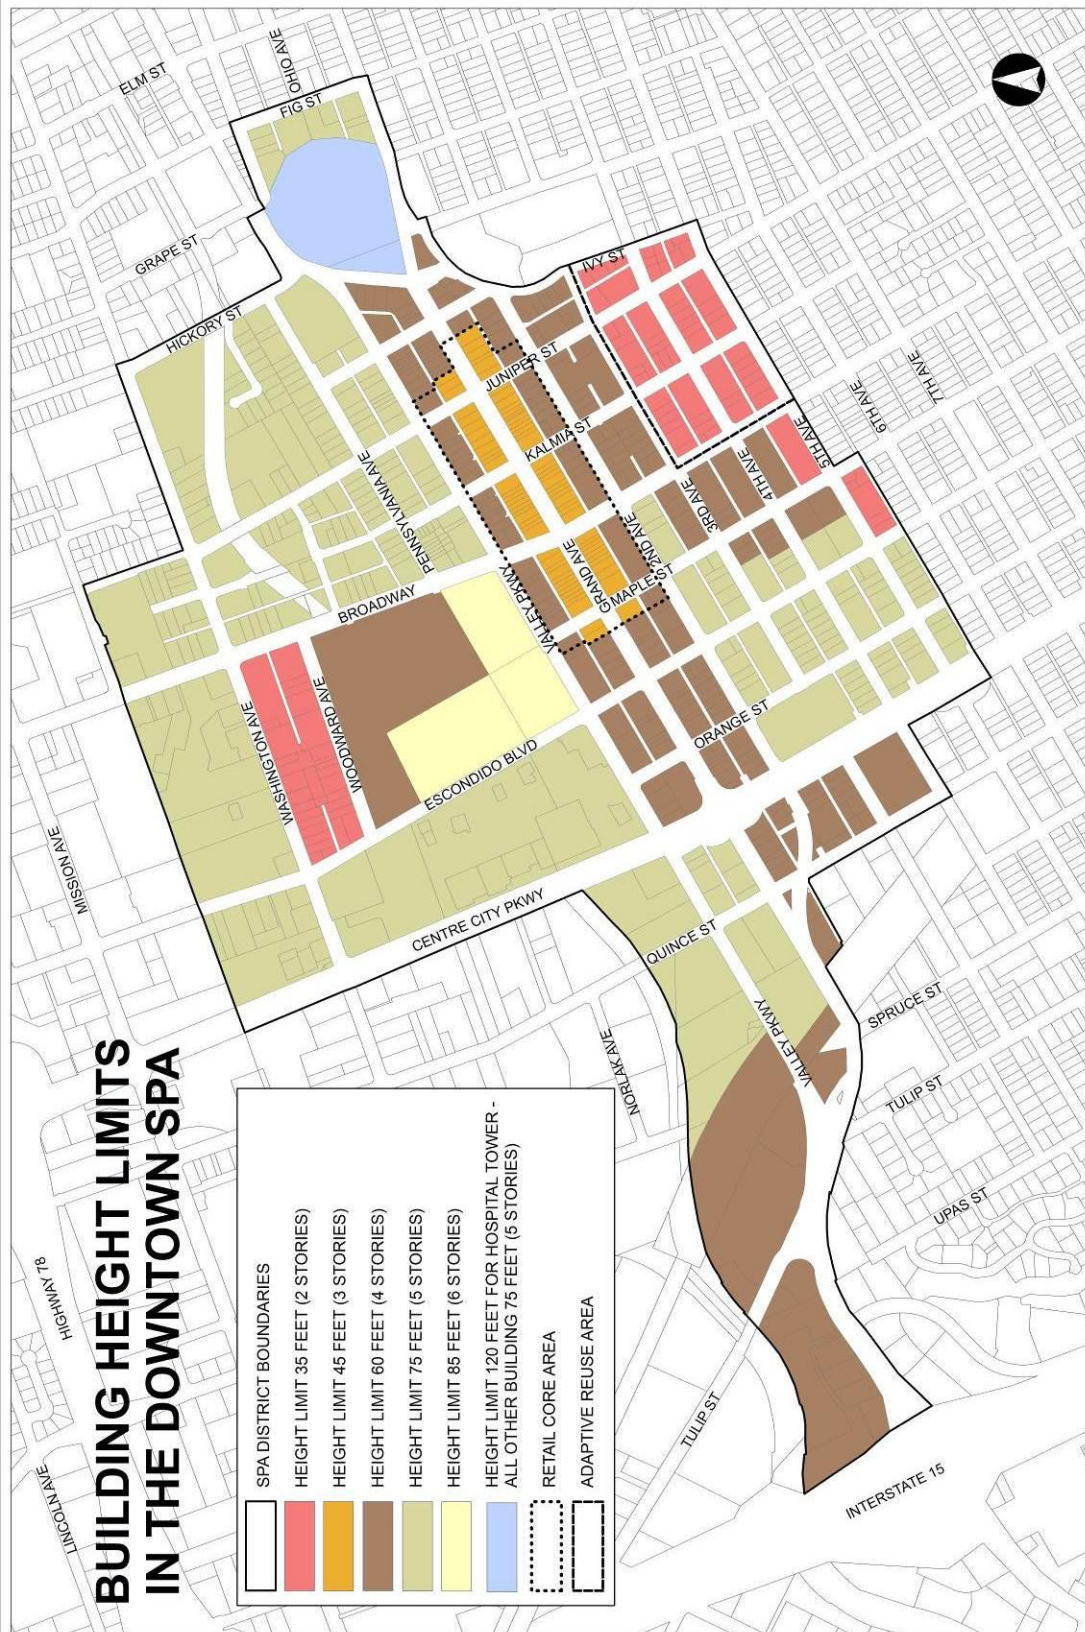 BUILDING HEIGHT LIMITS
IN THE DOWNTOWN SPA
SPA DISTRICT BOUNDARIES
HEIGHT LIMIT 35 FEET (2 STORIES)
HEIGHT LIMIT 45 FEET (3 STORIES)
HEIGHT LIMIT 60 FEET (4 STORIES)
HEIGHT LIMIT 75 FEET (5 STORIES)
HEIGHT LIMIT 85 FEET (6 STORIES)
HEIGHT LIMIT 120 FEET FOR HOSPITAL TOWER -
ALL OTHER BUILDING 75 FEET (5 STORIES)
RETAIL CORE AREA
ADAPTIVE REUSE AREA
LINCOLN AVE
HIGHWAY 78
MISSION AVE
WASHINGTON AVE
WOODWARD AVE
BROADWAY
ESCONDIDO BLVD
CENTRE CITY PKWY
PENNSYLVANIA AVE
HICKORY ST
GRAPE ST
ELM ST
OHIO AVE
FIG ST
IVY ST
JUNIPER ST
KALMIA ST
VALLEY PKWY
GRAND AVE
2ND AVE
MAPLE ST
3RD AVE
4TH AVE
5TH AVE
6TH AVE
7TH AVE
ORANGE ST
QUINCE ST
NORLAK AVE
VALLEY PKWY
SPRUCE ST
TULIP ST
UPAS ST
TULIP ST
INTERSTATE 15